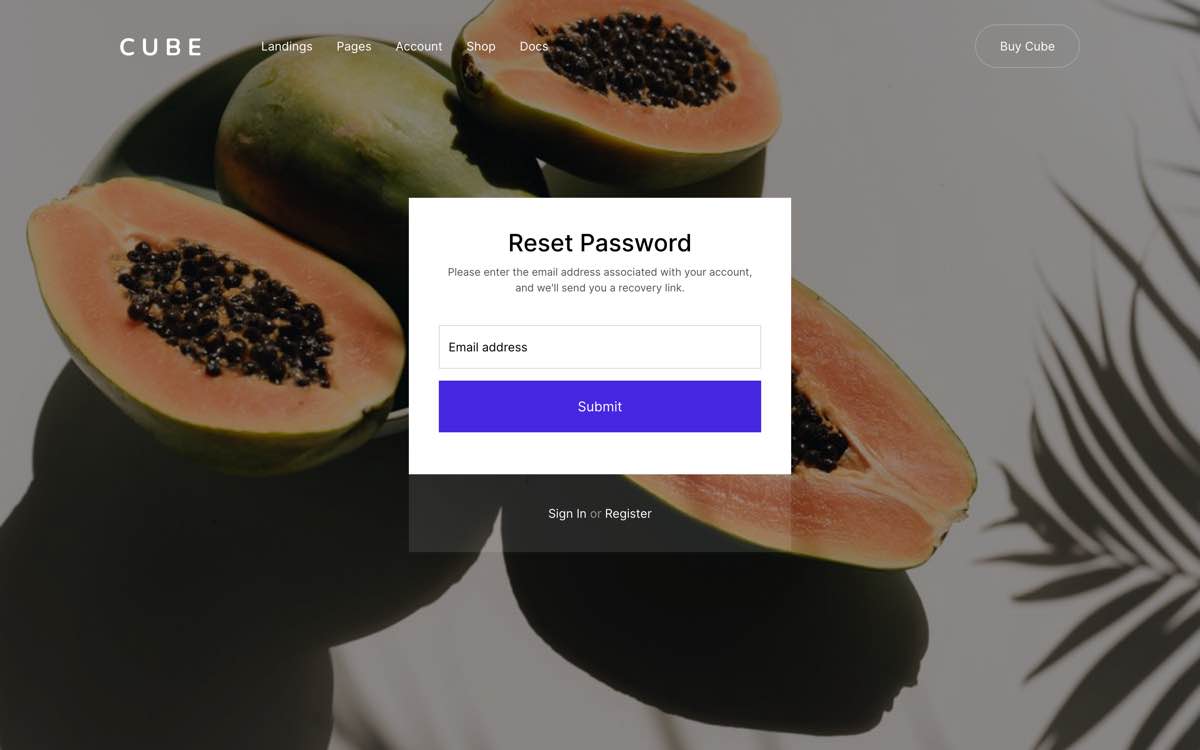 CUBE
Landings Pages Account Shop Docs
Buy Cube
Reset Password
Please enter the email address associated with your account,
and we'll send you a recovery link.
Email address
Submit
Sign In or Register